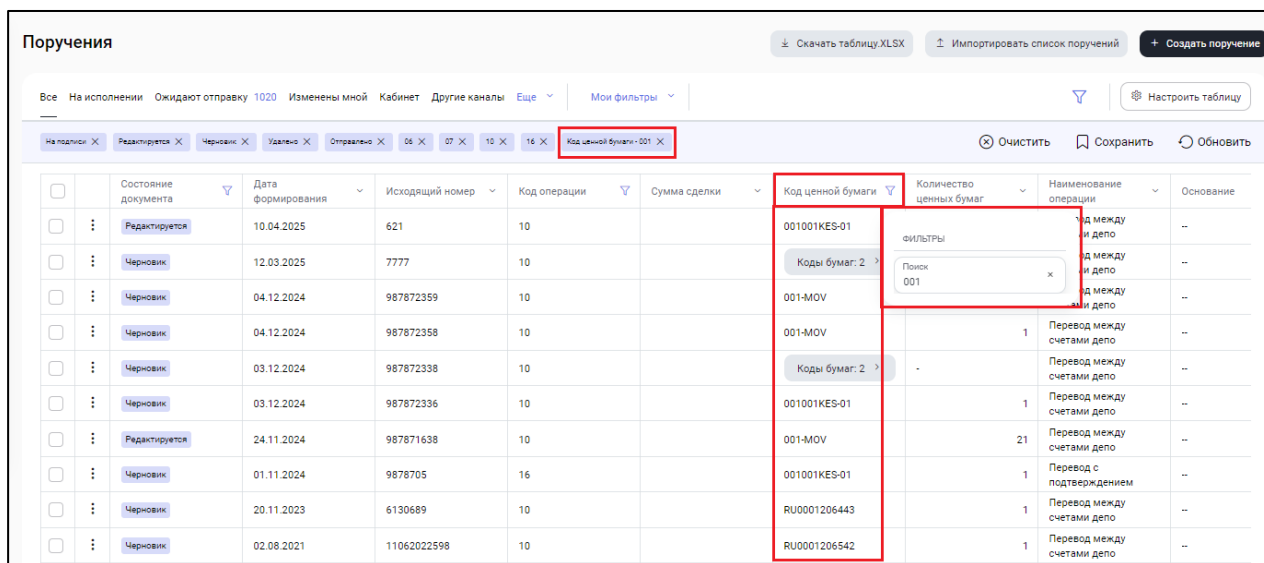 Поручения
Скачать таблицу.XLSX
Импортировать список поручений
+ Создать поручение
Все На исполнении Ожидают отправку 1020 Изменены мной Кабинет Другие каналы Еще Мои фильтры
Настроить таблицу
На подписи Редактируется Черновик Удалено Отправлено 06 07 10 16 Код ценной бумаги - 001
Очистить Сохранить Обновить
Состояние документа Дата формирования Исходящий номер Код операции Сумма сделки Код ценной бумаги Количество ценных бумаг Наименование операции Основание
Редактируется 10.04.2025 621 10 001001KES-01 --
Черновик 12.03.2025 7777 10 Коды бумаг: 2 --
Черновик 04.12.2024 987872359 10 001-MOV --
ФИЛЬТРЫ
Поиск
001
Черновик 04.12.2024 987872358 10 001-MOV 1 Перевод между счетами депо --
Черновик 03.12.2024 987872338 10 Коды бумаг: 2 - Перевод между счетами депо --
Черновик 03.12.2024 987872336 10 001001KES-01 1 Перевод между счетами депо --
Редактируется 24.11.2024 987871638 10 001-MOV 21 Перевод между счетами депо --
Черновик 01.11.2024 9878705 16 001001KES-01 1 Перевод с подтверждением --
Черновик 20.11.2023 6130689 10 RU0001206443 1 Перевод между счетами депо --
Черновик 02.08.2021 11062022598 10 RU0001206542 1 Перевод между счетами депо --